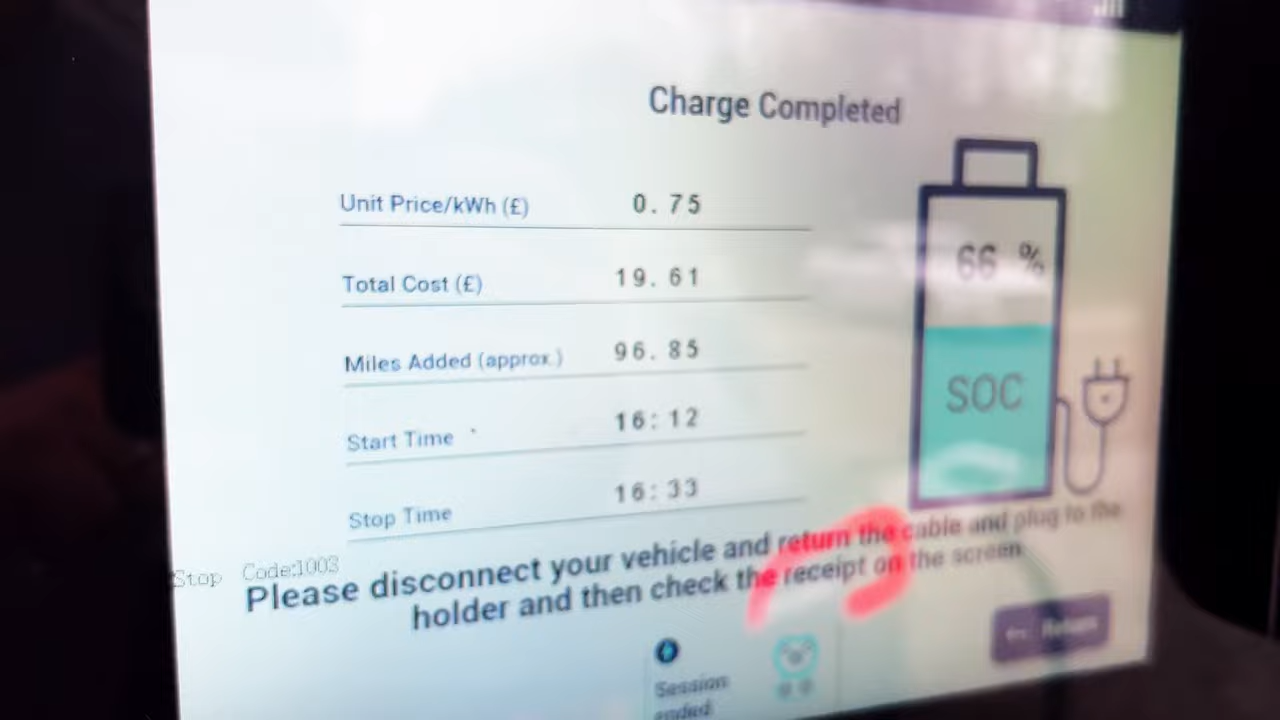 Charge Completed
Unit Price/kWh (£) 0.75
Total Cost (£) 19.61
Miles Added (approx.) 96.85
Start Time 16:12
Stop Time 16:33
66 %
SOC
Stop Code:1003
Please disconnect your vehicle and return the cable and plug to the
holder and then check the receipt on the screen
Return
Session
ended